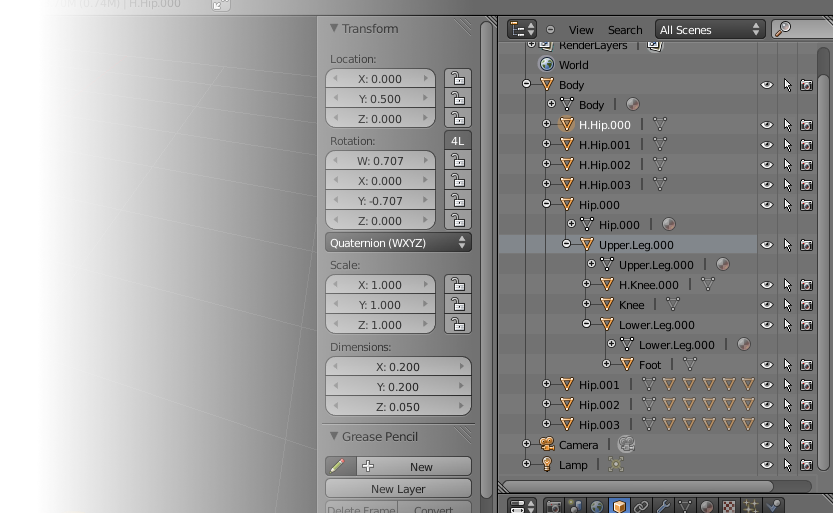 (0.74M) | H.Hip.000
Transform
Location:
X: 0.000
Y: 0.500
Z: 0.000
Rotation: 4L
W: 0.707
X: 0.000
Y: -0.707
Z: 0.000
Quaternion (WXYZ)
Scale:
X: 1.000
Y: 1.000
Z: 1.000
Dimensions:
X: 0.200
Y: 0.200
Z: 0.050
Grease Pencil
New
New Layer
Delete Frame Convert
View Search All Scenes
RenderLayers |
World
Body
Body |
H.Hip.000 |
H.Hip.001 |
H.Hip.002 |
H.Hip.003 |
Hip.000
Hip.000 |
Upper.Leg.000
Upper.Leg.000 |
H.Knee.000 |
Knee |
Lower.Leg.000
Lower.Leg.000 |
Foot |
Hip.001 |
Hip.002 |
Hip.003 |
Camera |
Lamp |